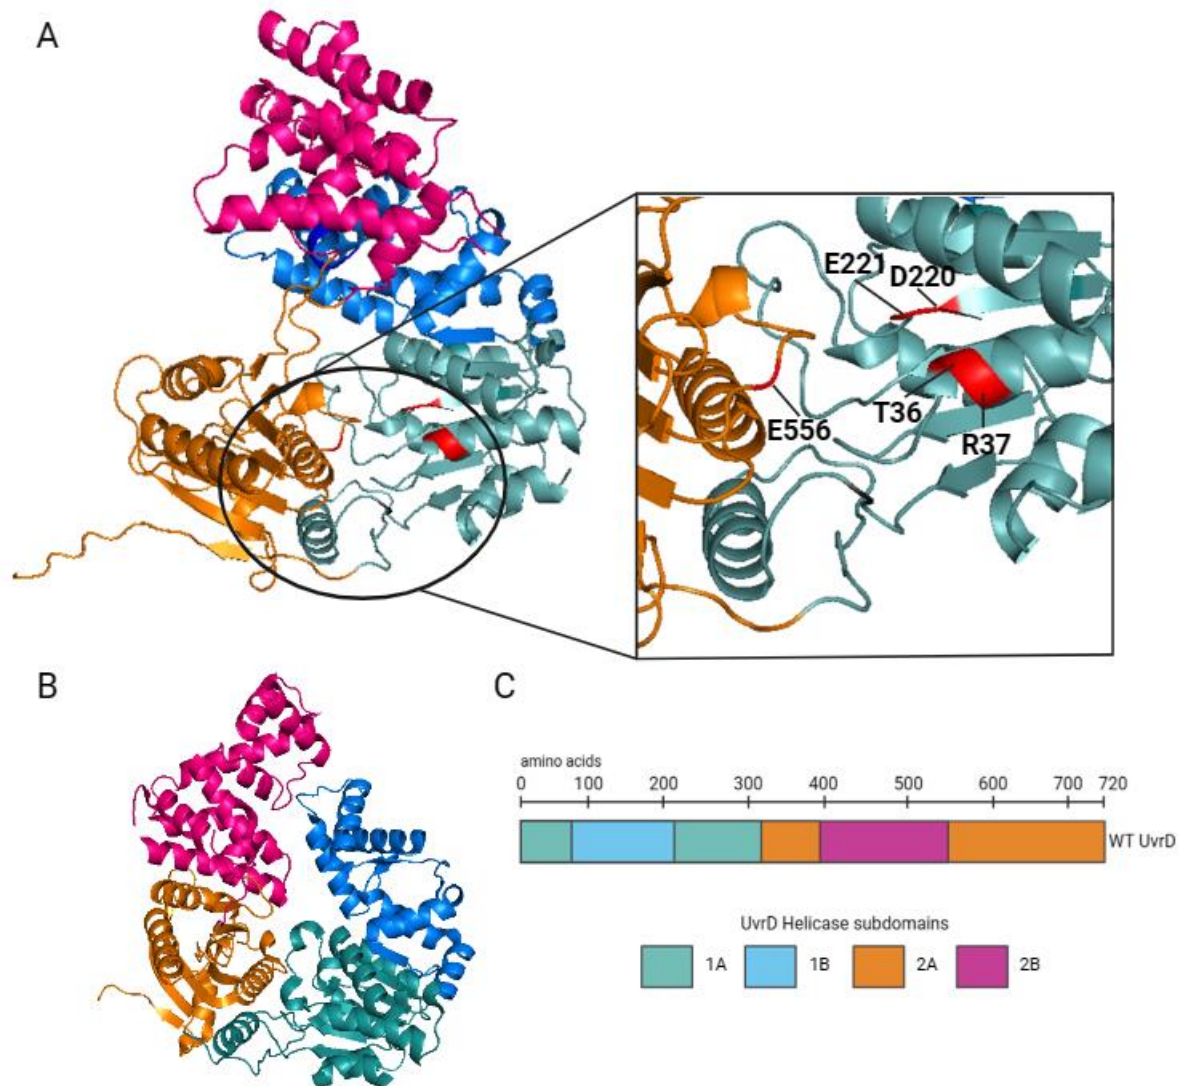 A
E221
D220
T36
E556
R37
B
C
amino acids
0 100 200 300 400 500 600 700 720
WT UvrD
UvrD Helicase subdomains
1A 1B 2A 2B